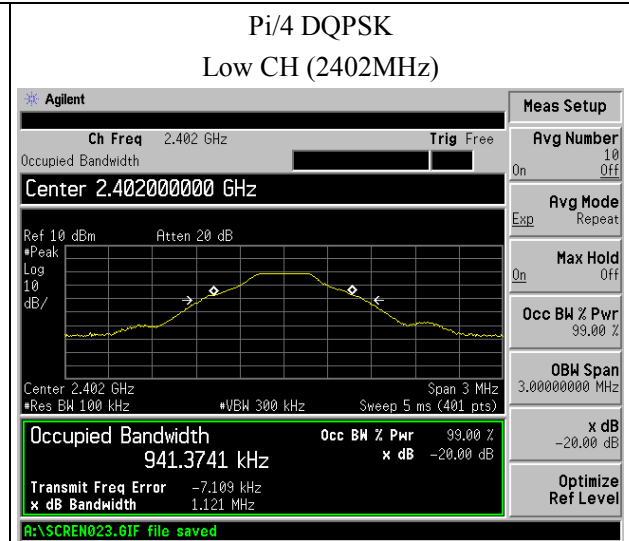 Pi/4 DQPSK
Low CH (2402MHz)
Agilent
Meas Setup
Ch Freq 2.402 GHz Trig Free
Occupied Bandwidth
Avg Number
10
On Off
Center 2.402000000 GHz
Avg Mode
Exp Repeat
Ref 10 dBm Atten 20 dB
#Peak
Log
10
dB/
Max Hold
On Off
Occ BW % Pwr
99.00 %
Center 2.402 GHz Span 3 MHz
#Res BW 100 kHz #VBW 300 kHz Sweep 5 ms (401 pts)
OBW Span
3.00000000 MHz
Occupied Bandwidth Occ BW % Pwr 99.00 %
941.3741 kHz x dB -20.00 dB
x dB
-20.00 dB
Transmit Freq Error -7.109 kHz
x dB Bandwidth 1.121 MHz
Optimize
Ref Level
A:\SCREN023.GIF file saved